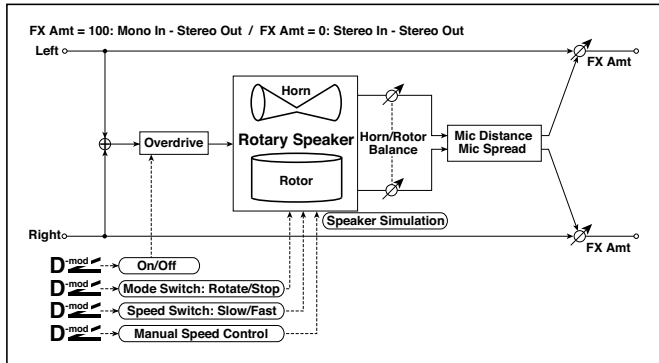 FX Amt = 100: Mono In - Stereo Out / FX Amt = 0: Stereo In - Stereo Out
Left
FX Amt
Horn
Overdrive
Rotary Speaker
Horn/Rotor
Balance
Mic Distance
Mic Spread
Rotor
Speaker Simulation
Right
FX Amt
D-mod On/Off
D-mod Mode Switch: Rotate/Stop
D-mod Speed Switch: Slow/Fast
D-mod Manual Speed Control